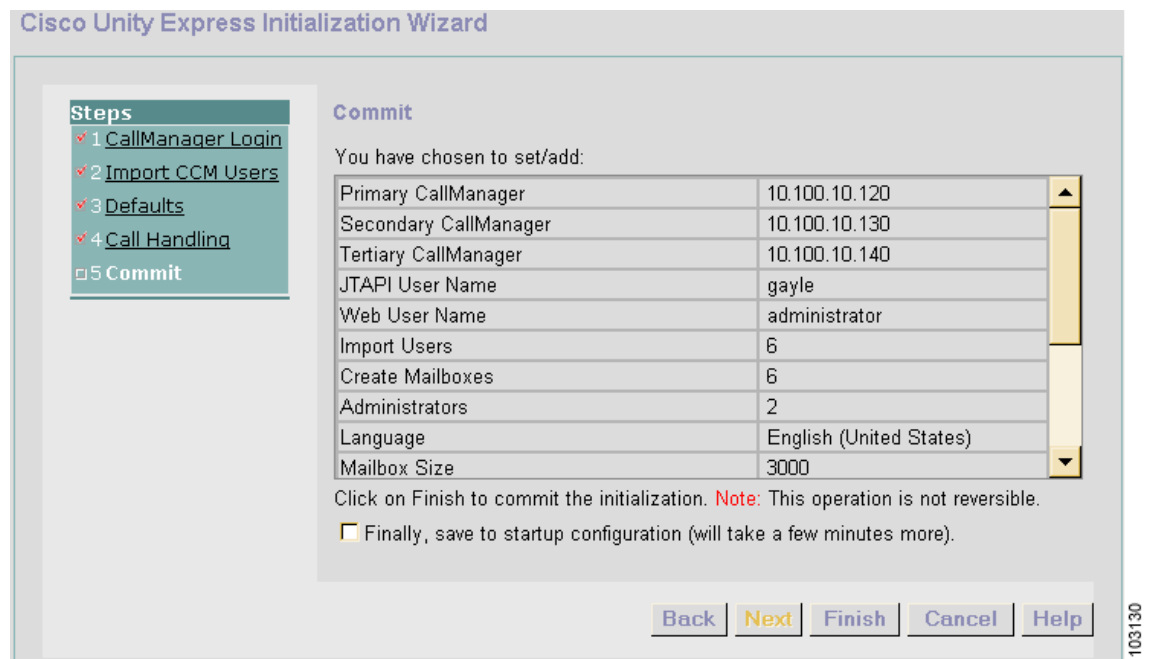 Cisco Unity Express Initialization Wizard
Steps
1 CallManager Login
2 Import CCM Users
3 Defaults
4 Call Handling
5 Commit
Commit
You have chosen to set/add:
Primary CallManager 10.100.10.120
Secondary CallManager 10.100.10.130
Tertiary CallManager 10.100.10.140
JTAPI User Name gayle
Web User Name administrator
Import Users 6
Create Mailboxes 6
Administrators 2
Language English (United States)
Mailbox Size 3000
Click on Finish to commit the initialization. Note: This operation is not reversible.
Finally, save to startup configuration (will take a few minutes more).
Back Next Finish Cancel Help
103130